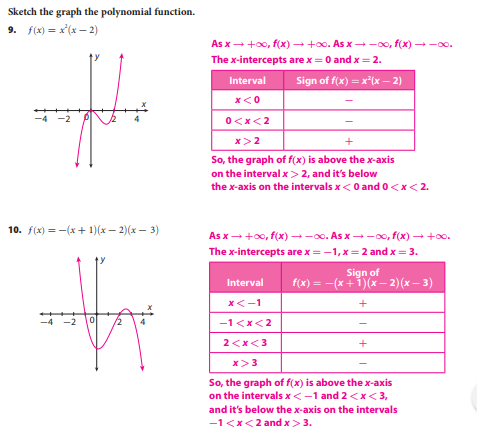 Sketch the graph the polynomial function.
9. f(x) = x²(x – 2)
As x → +∞, f(x) → +∞. As x → –∞, f(x) → –∞.
The x-intercepts are x = 0 and x = 2.
Interval Sign of f(x) = x²(x – 2)
x < 0 –
0 < x < 2 –
x > 2 +
So, the graph of f(x) is above the x-axis
on the interval x > 2, and it's below
the x-axis on the intervals x < 0 and 0 < x < 2.
y
x
–4 –2 0 2 4
10. f(x) = –(x + 1)(x – 2)(x – 3)
As x → +∞, f(x) → –∞. As x → –∞, f(x) → +∞.
The x-intercepts are x = –1, x = 2 and x = 3.
Interval Sign of
f(x) = –(x + 1)(x – 2)(x – 3)
x < –1 +
–1 < x < 2 –
2 < x < 3 +
x > 3 –
So, the graph of f(x) is above the x-axis
on the intervals x < –1 and 2 < x < 3,
and it's below the x-axis on the intervals
–1 < x < 2 and x > 3.
y
x
–4 –2 0 2 4